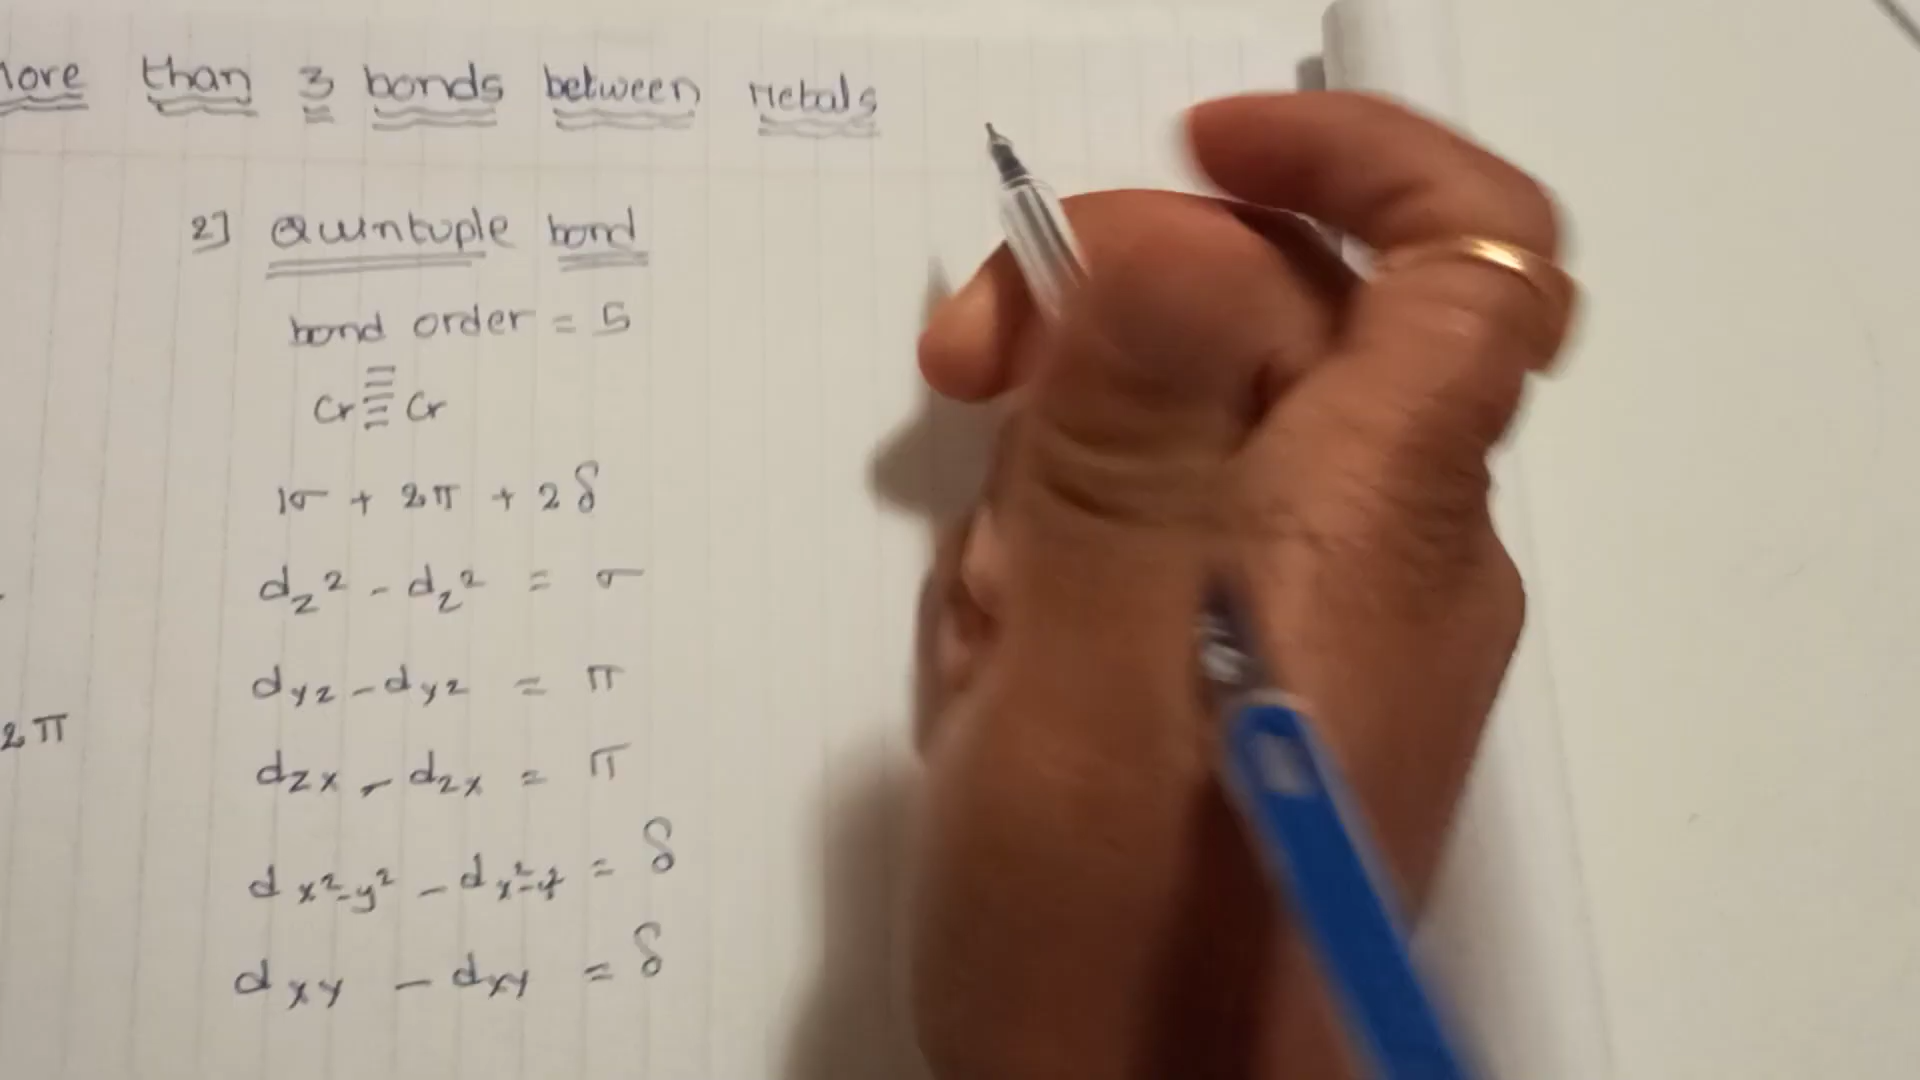 than 3 bonds between Metals
2] Quintuple bond
bond order = 5
Cr≣Cr
1σ + 2π + 2δ
dz² - dz² = σ
dyz - dyz = π
2π
dzx - dzx = π
dx²-y² - dx²-y² = δ
dxy - dxy = δ